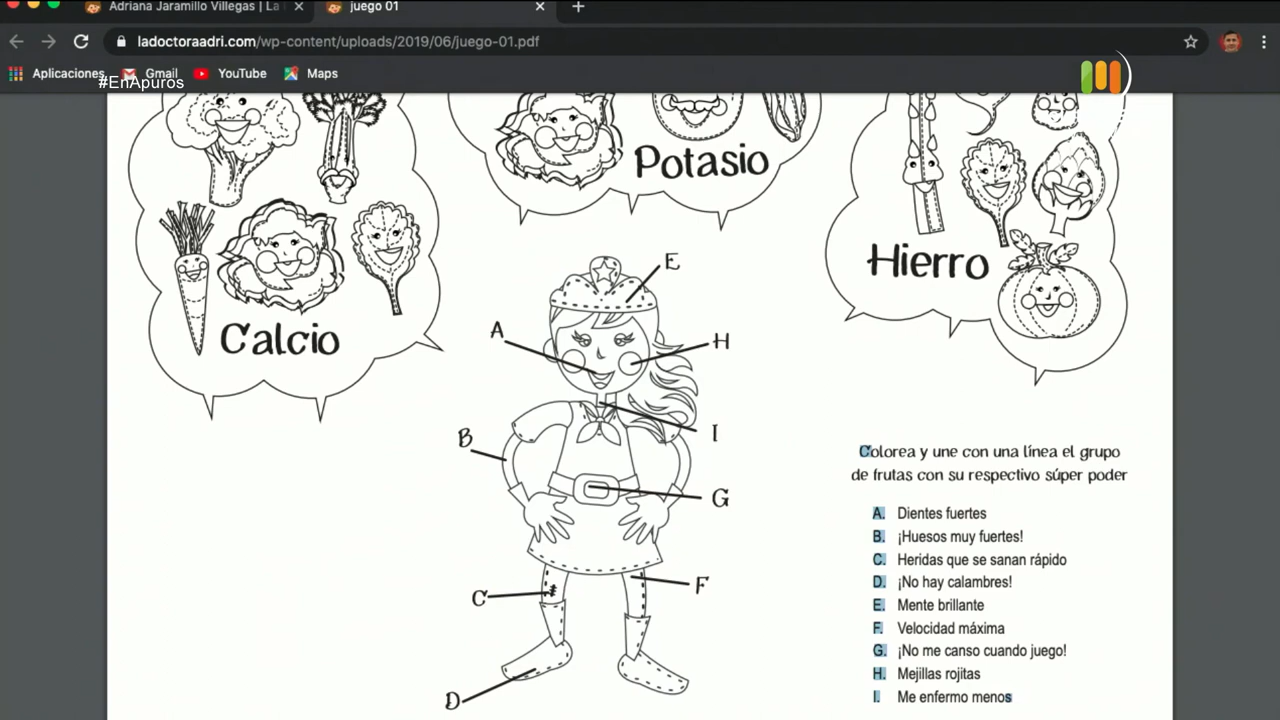 Adriana Jaramillo Villegas | La
juego 01
ladoctoraadri.com/wp-content/uploads/2019/06/juego-01.pdf
Aplicaciones
Gmail
YouTube
Maps
#EnApuros
Potasio
Hierro
Calcio
E
A
H
I
B
G
F
C
D
Colorea y une con una línea el grupo
de frutas con su respectivo súper poder
A. Dientes fuertes
B. ¡Huesos muy fuertes!
C. Heridas que se sanan rápido
D. ¡No hay calambres!
E. Mente brillante
F. Velocidad máxima
G. ¡No me canso cuando juego!
H. Mejillas rojitas
I. Me enfermo menos